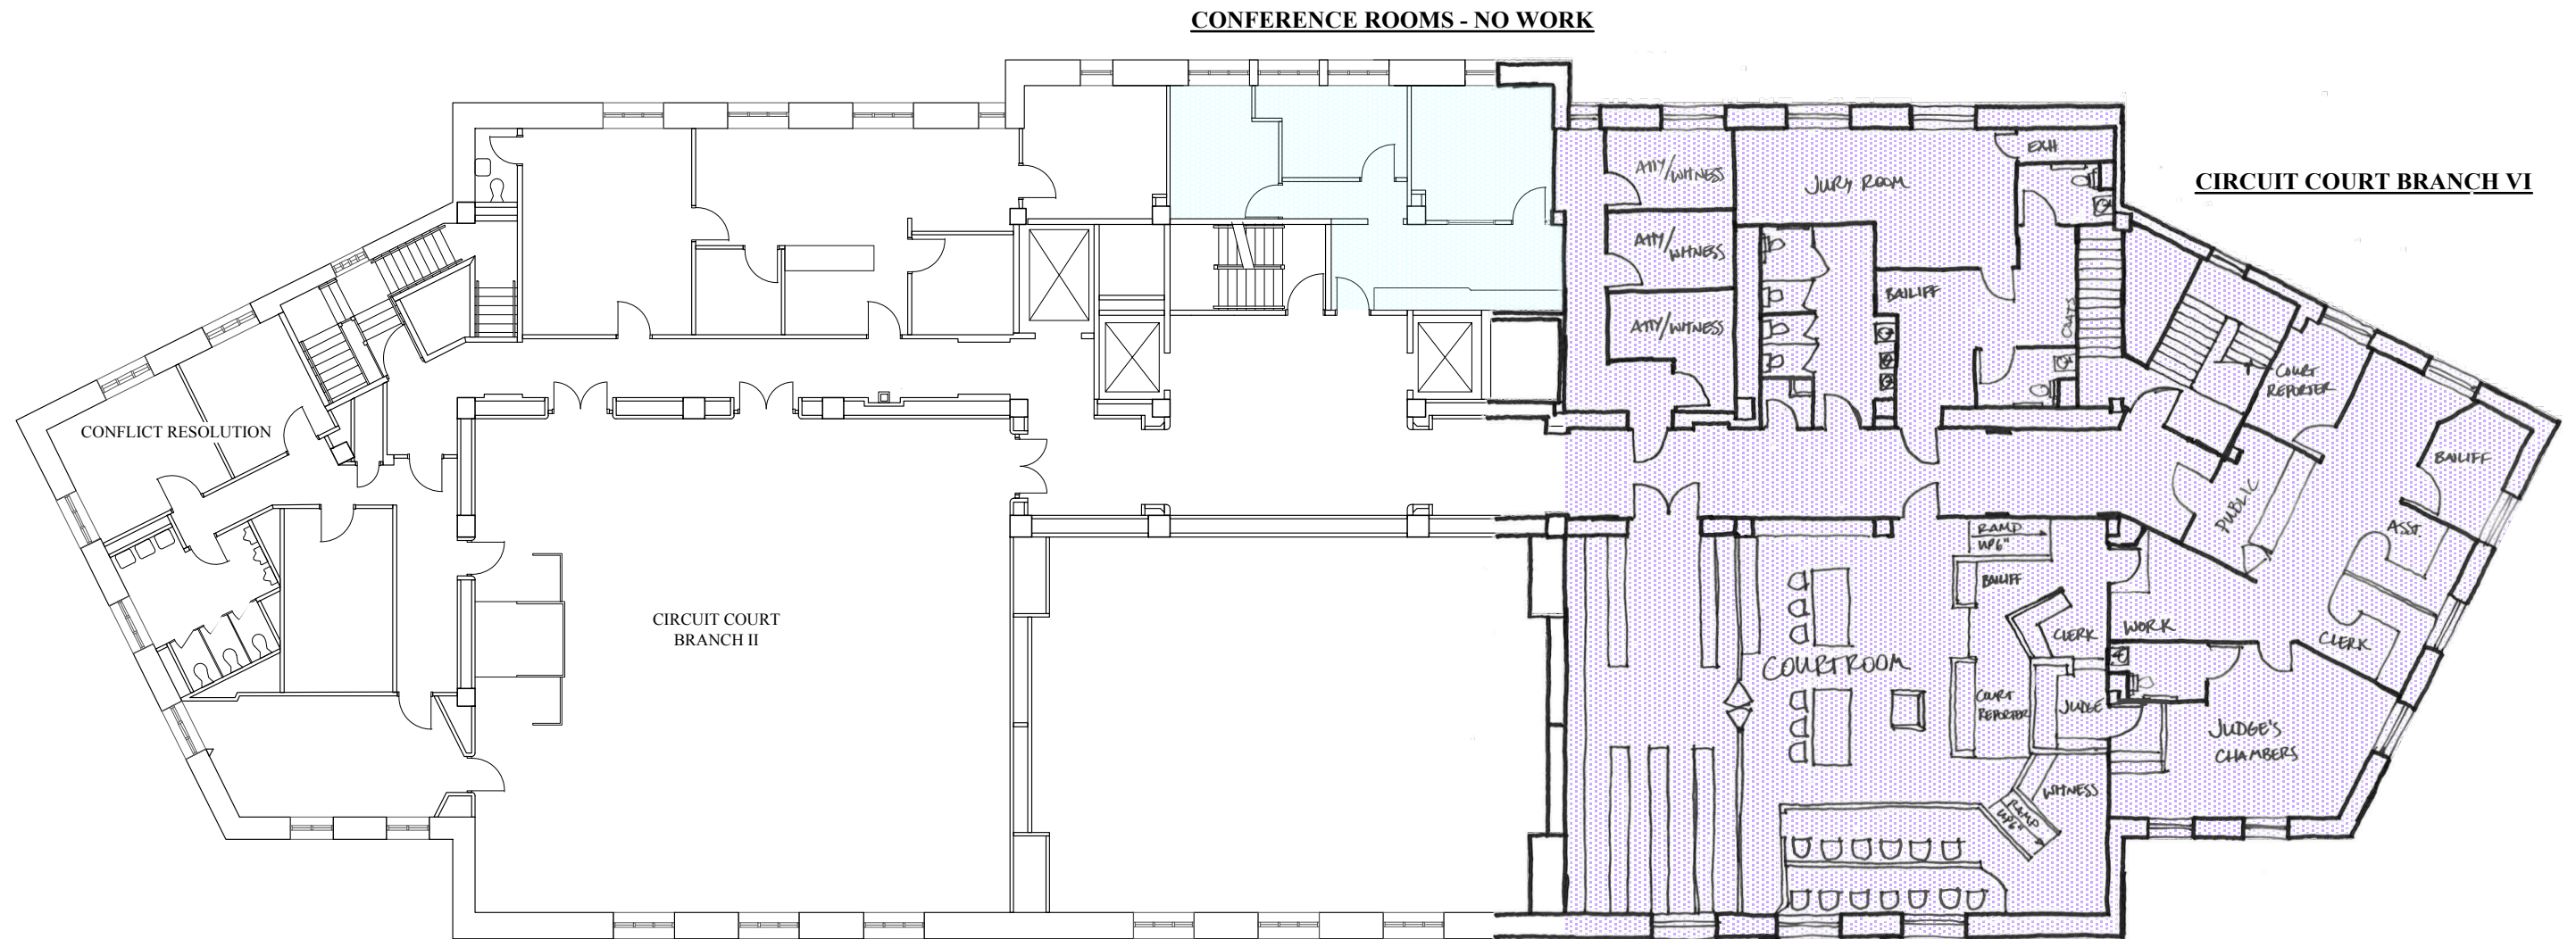 CONFERENCE ROOMS - NO WORK
CIRCUIT COURT BRANCH VI
ATTY/
WITNESS
JURY ROOM
EXH
ATTY/
WITNESS
BAILIFF
COATS
ATTY/
WITNESS
COURT
REPORTER
CONFLICT RESOLUTION
BAILIFF
PUBLIC
ASST.
RAMP
UP 6"
BAILIFF
CIRCUIT COURT
BRANCH II
CLERK
WORK
CLERK
COURTROOM
COURT
REPORTER
JUDGE
JUDGE'S
CHAMBERS
WITNESS
RAMP
UP 6"